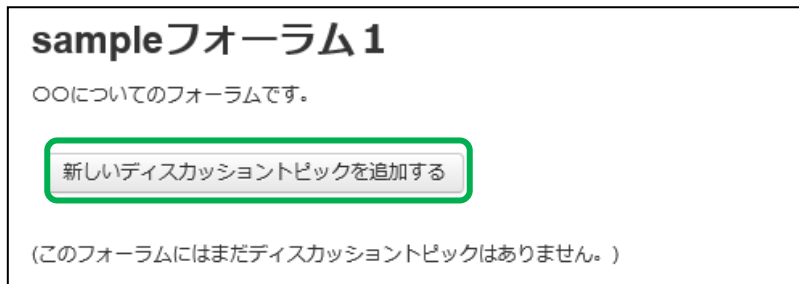 sampleフォーラム1
〇〇についてのフォーラムです。
新しいディスカッショントピックを追加する
(このフォーラムにはまだディスカッショントピックはありません。)